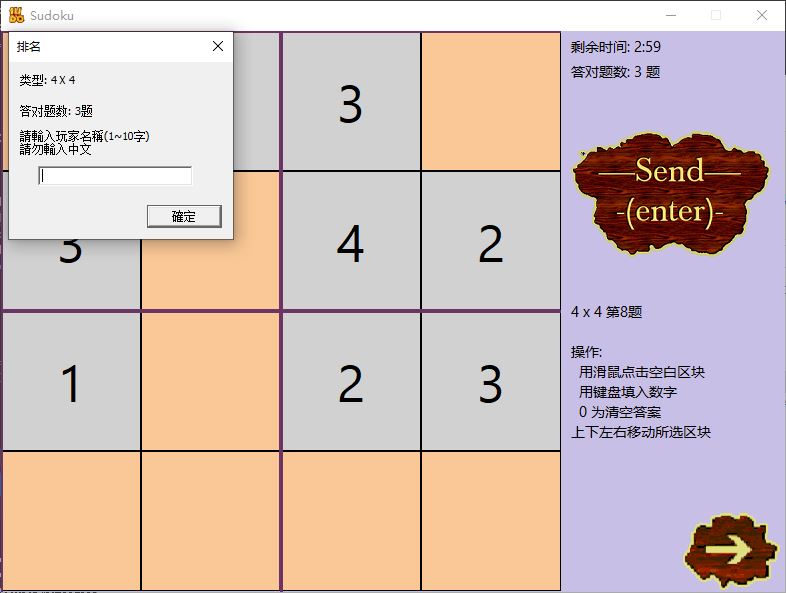 Sudoku
排名
类型: 4 X 4
答对题数: 3题
請輸入玩家名稱(1~10字)
請勿輸入中文
確定
3
3
4
2
1
2
3
剩余时间: 2:59
答对题数: 3 题
Send
(enter)
4 x 4 第8题
操作:
用滑鼠点击空白区块
用键盘填入数字
0 为清空答案
上下左右移动所选区块